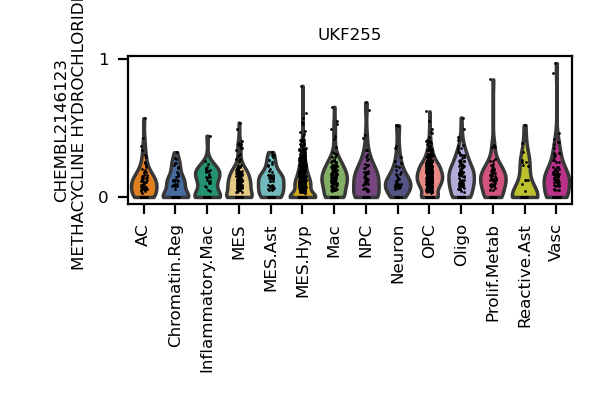 UKF255
CHEMBL2146123
METHACYCLINE HYDROCHLORIDE
1
0
AC
Chromatin.Reg
Inflammatory.Mac
MES
MES.Ast
MES.Hyp
Mac
NPC
Neuron
OPC
Oligo
Prolif.Metab
Reactive.Ast
Vasc